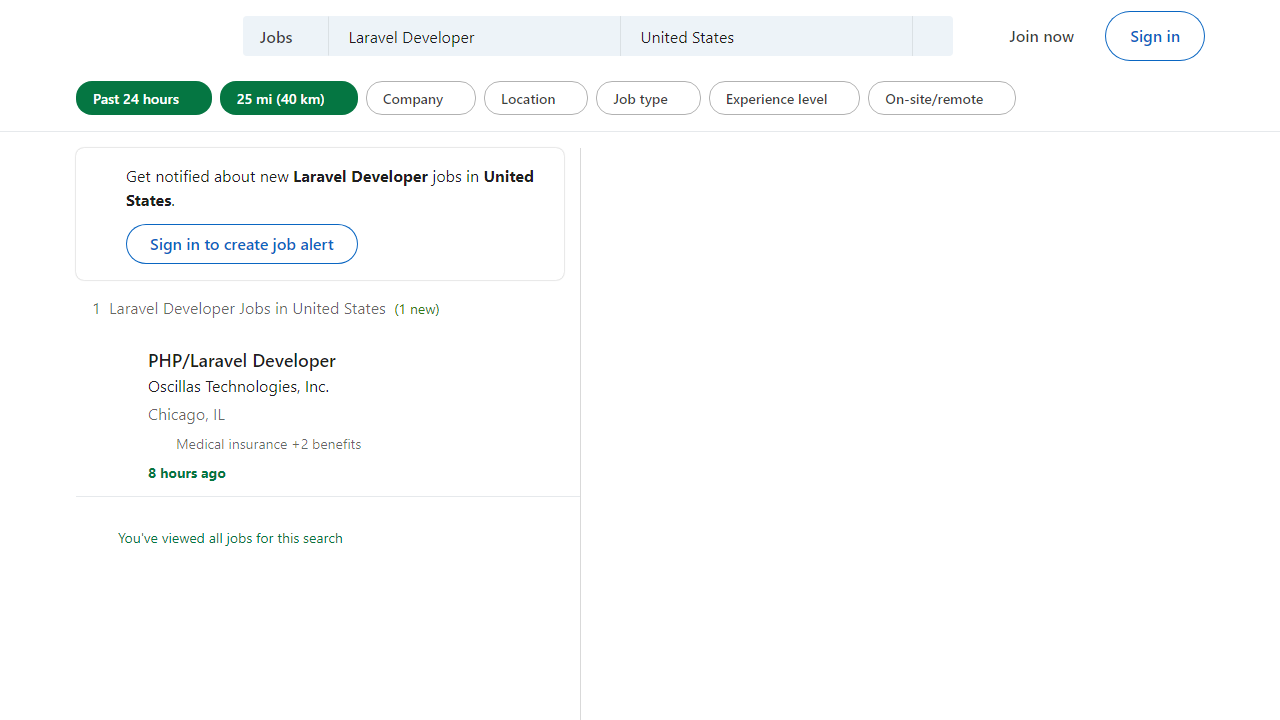 Jobs
Laravel Developer
United States
Join now
Sign in
Past 24 hours
25 mi (40 km)
Company
Location
Job type
Experience level
On-site/remote
Get notified about new Laravel Developer jobs in United
States.
Sign in to create job alert
1 Laravel Developer Jobs in United States (1 new)
PHP/Laravel Developer
Oscillas Technologies, Inc.
Chicago, IL
Medical insurance +2 benefits
8 hours ago
You've viewed all jobs for this search